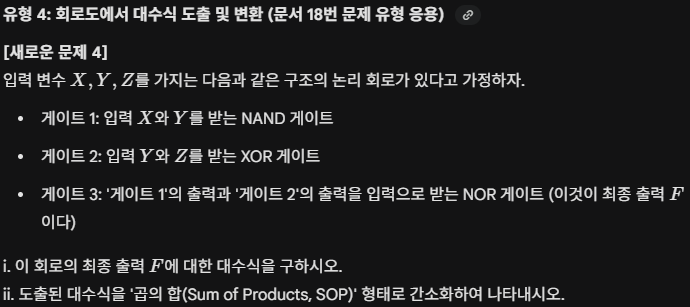 유형 4: 회로도에서 대수식 도출 및 변환 (문서 18번 문제 유형 응용)
[새로운 문제 4]
입력 변수 X, Y, Z를 가지는 다음과 같은 구조의 논리 회로가 있다고 가정하자.
• 게이트 1: 입력 X와 Y를 받는 NAND 게이트
• 게이트 2: 입력 Y와 Z를 받는 XOR 게이트
• 게이트 3: '게이트 1'의 출력과 '게이트 2'의 출력을 입력으로 받는 NOR 게이트 (이것이 최종 출력 F
이다)
i. 이 회로의 최종 출력 F에 대한 대수식을 구하시오.
ii. 도출된 대수식을 '곱의 합(Sum of Products, SOP)' 형태로 간소화하여 나타내시오.